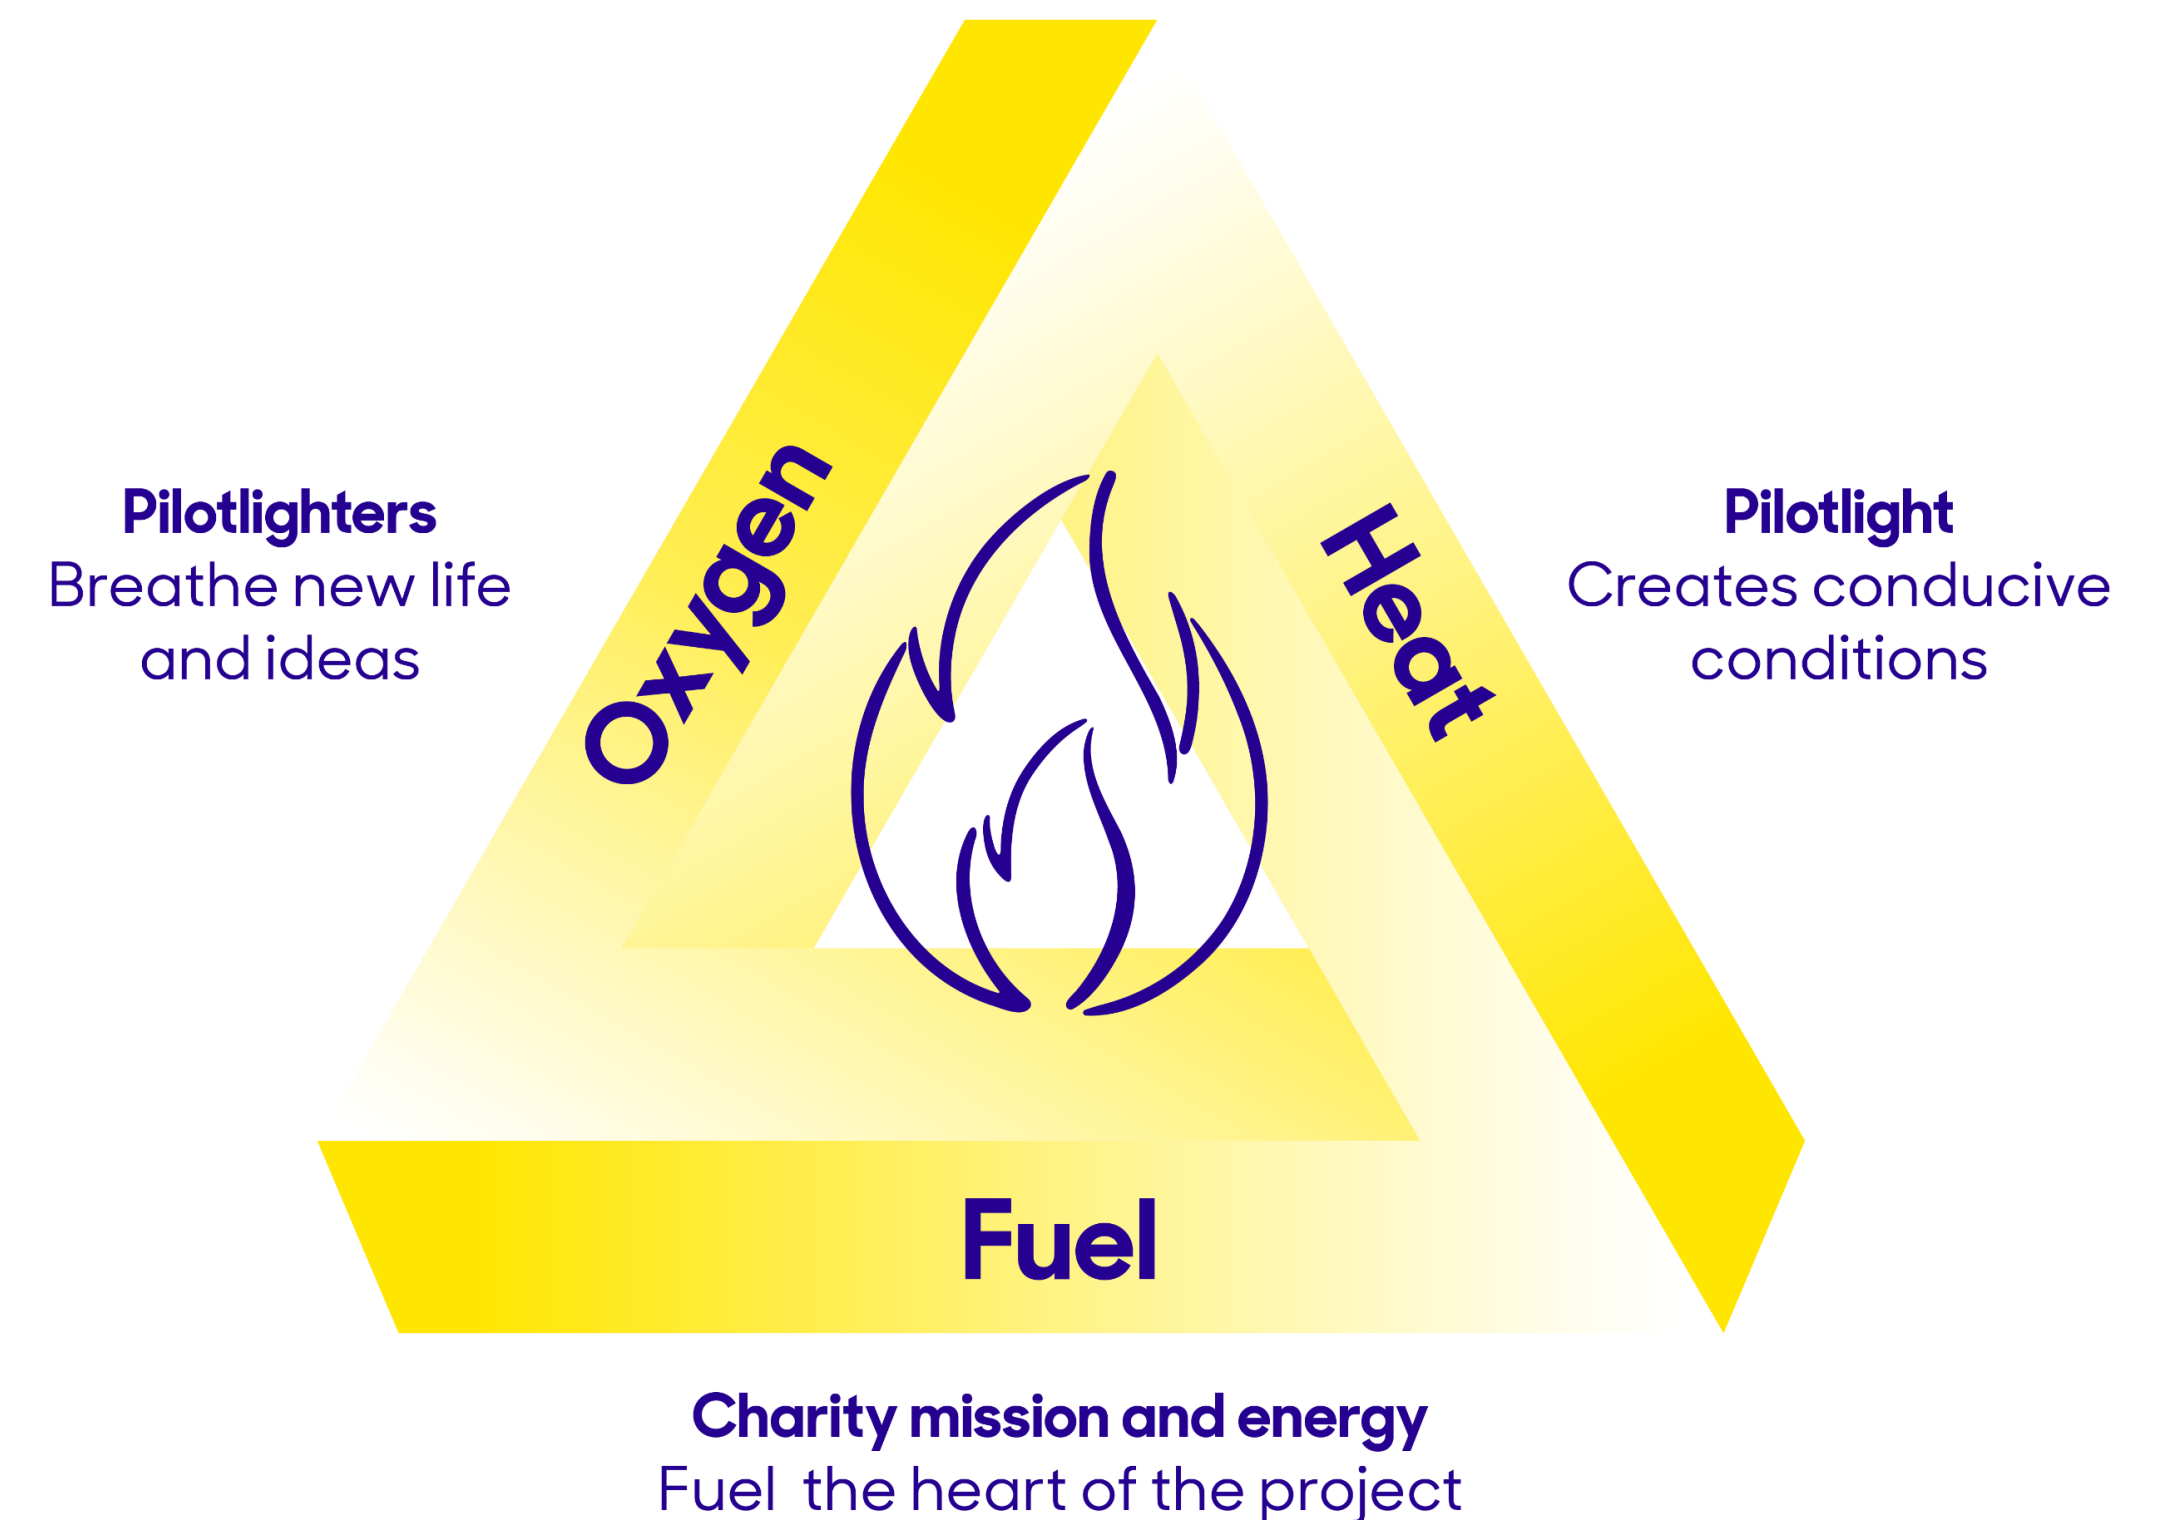 Oxygen
Heat
Pilotlighters
Breathe new life
and ideas
Pilotlight
Creates conducive
conditions
Fuel
Charity mission and energy
Fuel  the heart of the project